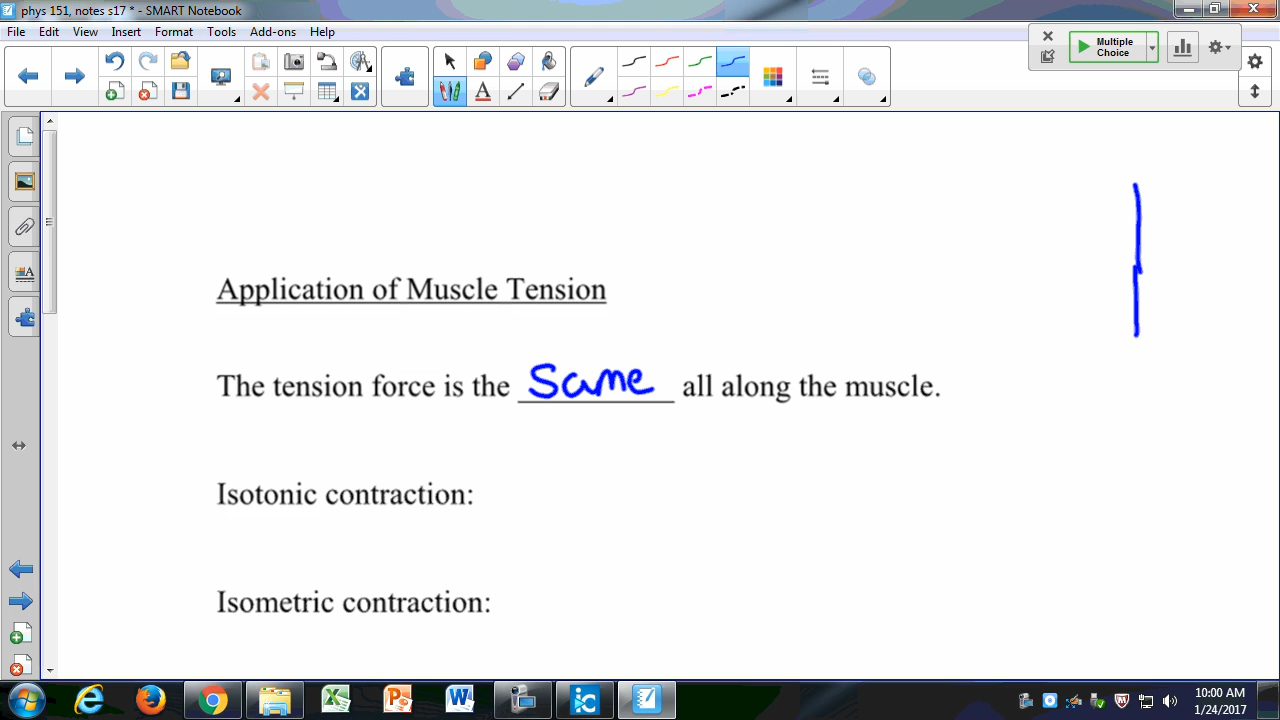 phys 151, notes s17 * - SMART Notebook
File Edit View Insert Format Tools Add-ons Help
Multiple
Choice
Application of Muscle Tension
The tension force is the Same all along the muscle.
Isotonic contraction:
Isometric contraction:
10:00 AM
1/24/2017